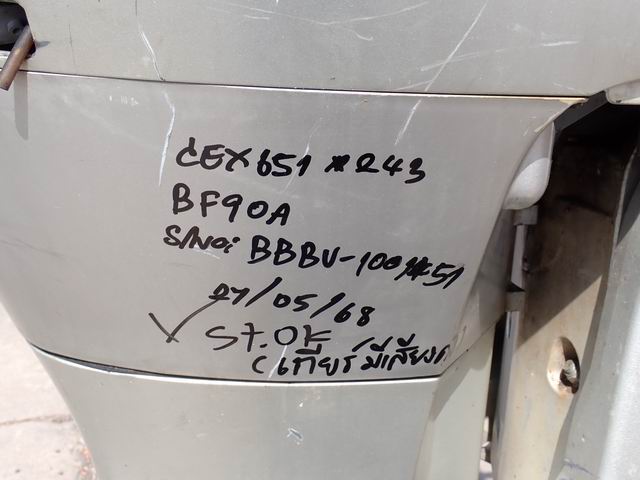 CEX651 #243
BF90A
S/No: BBBU-100
27/05/68
✓ St.OK
(เกียร์มีเสียง